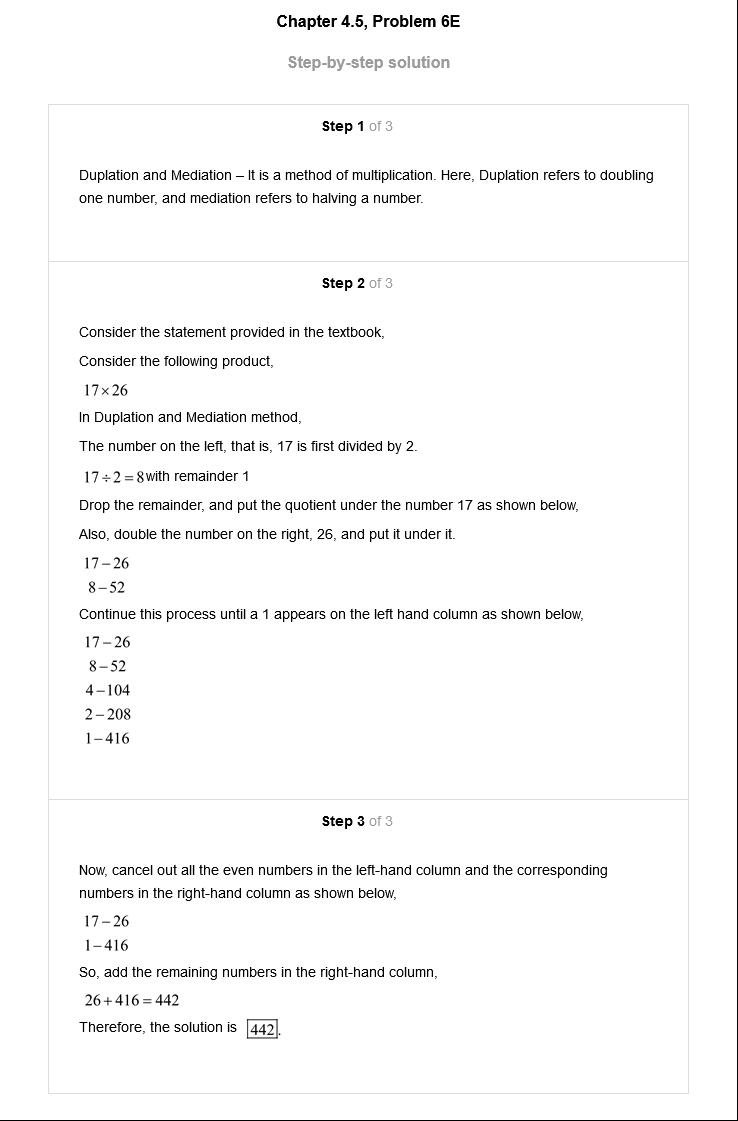 Chapter 4.5, Problem 6E
Step-by-step solution
Step 1 of 3
Duplation and Mediation – It is a method of multiplication. Here, Duplation refers to doubling
one number, and mediation refers to halving a number.
Step 2 of 3
Consider the statement provided in the textbook,
Consider the following product,
17×26
In Duplation and Mediation method,
The number on the left, that is, 17 is first divided by 2.
17÷2=8with remainder 1
Drop the remainder, and put the quotient under the number 17 as shown below,
Also, double the number on the right, 26, and put it under it.
17−26
8−52
Continue this process until a 1 appears on the left hand column as shown below,
17−26
8−52
4−104
2−208
1−416
Step 3 of 3
Now, cancel out all the even numbers in the left-hand column and the corresponding
numbers in the right-hand column as shown below,
17−26
1−416
So, add the remaining numbers in the right-hand column,
26+416=442
Therefore, the solution is 442.